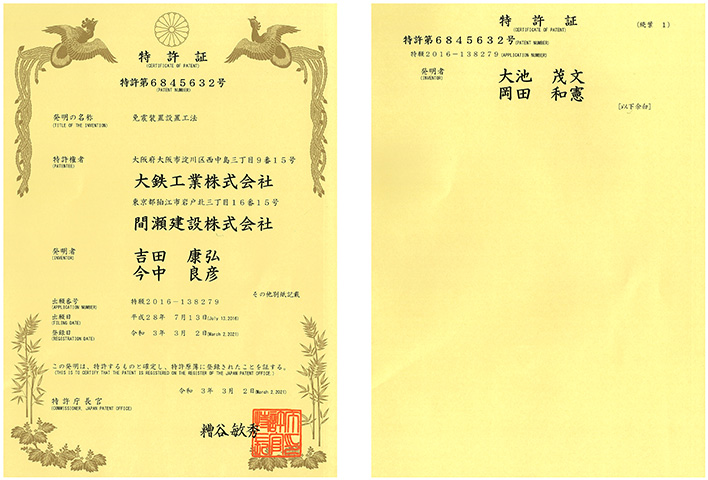 特許証
(CERTIFICATE OF PATENT)
特許第6845632号
(PATENT NUMBER)
発明の名称
(TITLE OF THE INVENTION)
免震装置設置工法
特許権者
(PATENTEE)
大阪府大阪市淀川区西中島三丁目9番15号
大鉄工業株式会社
東京都狛江市岩戸北三丁目16番15号
間瀬建設株式会社
発明者
(INVENTOR)
吉田 康弘
今中 良彦
その他別紙記載
出願番号
(APPLICATION NUMBER)
特願2016-138279
出願日
(FILING DATE)
平成28年 7月13日(July 13,2016)
登録日
(REGISTRATION DATE)
令和 3年 3月 2日(March 2,2021)
この発明は、特許するものと確定し、特許原簿に登録されたことを証する。
(THIS IS TO CERTIFY THAT THE PATENT IS REGISTERED ON THE REGISTER OF THE JAPAN PATENT OFFICE.)
令和 3年 3月 2日(March 2,2021)
特許庁長官
(COMMISSIONER, JAPAN PATENT OFFICE)
糟谷敏秀
特許証
(CERTIFICATE OF PATENT)
(続葉 1)
特許第6845632号(PATENT NUMBER)
特願2016-138279(APPLICATION NUMBER)
発明者
(INVENTOR)
大池 茂文
岡田 和憲
[以下余白]